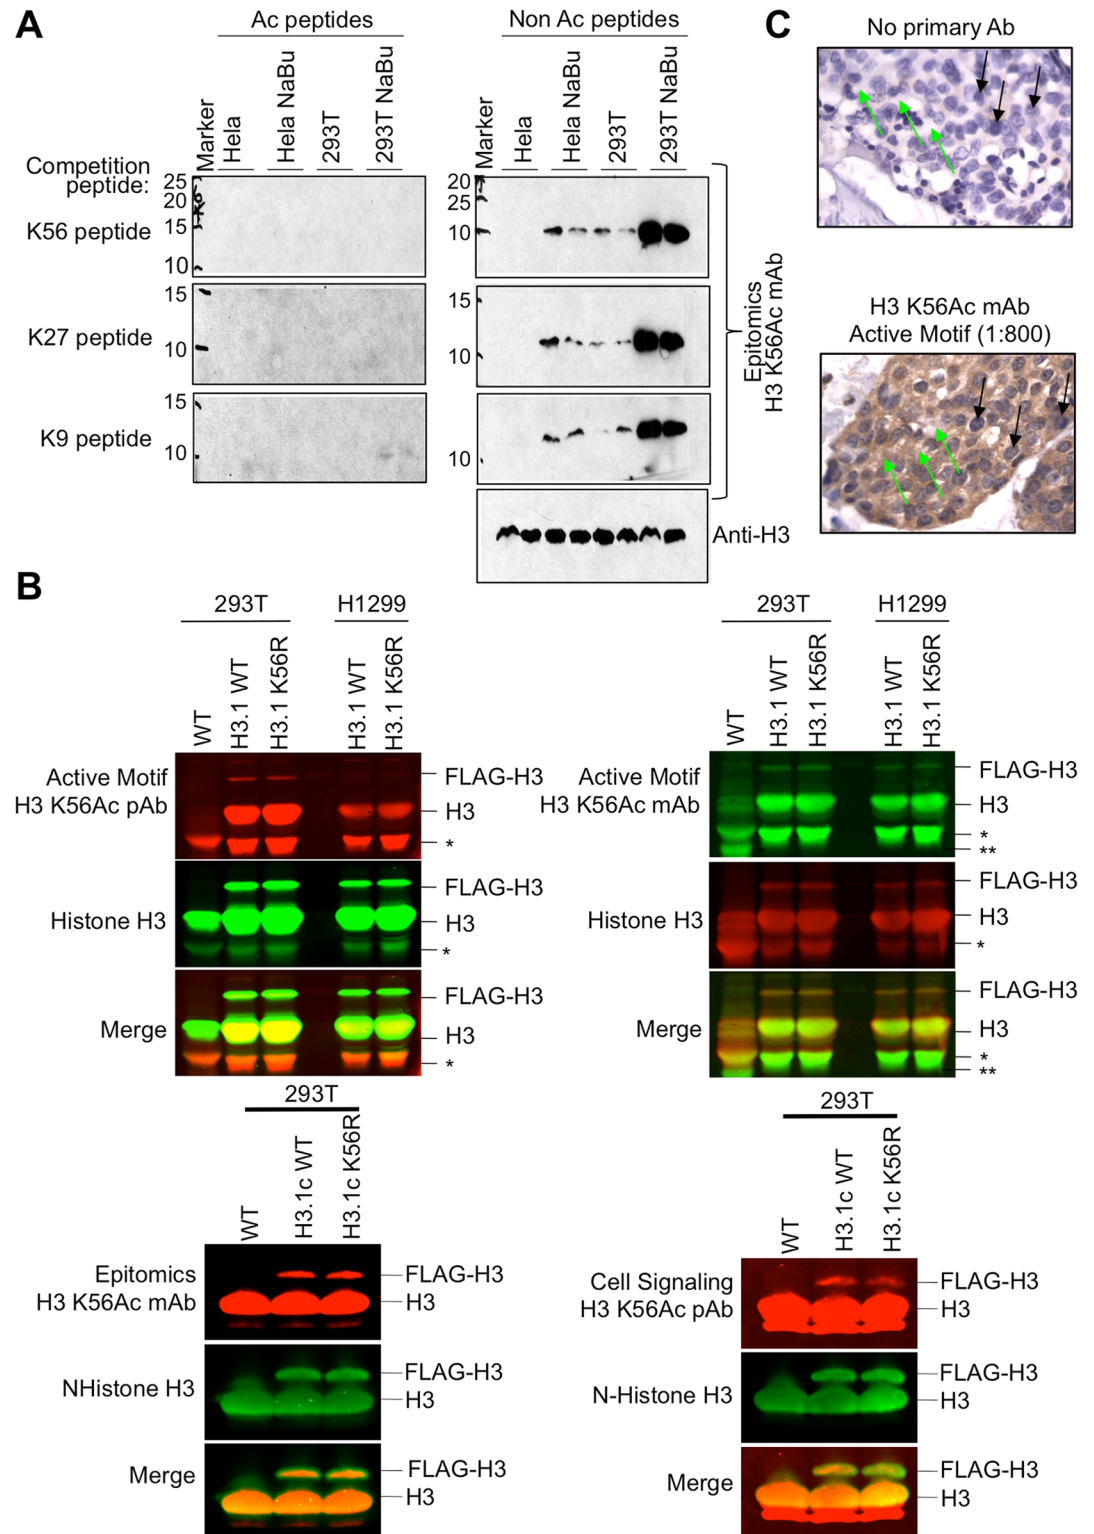 A
Ac peptides
Non Ac peptides
Marker
Hela
Hela NaBu
293T
293T NaBu
Marker
Hela
Hela NaBu
293T
293T NaBu
Competition
peptide:
K56 peptide
K27 peptide
K9 peptide
25
20
15
10
15
10
15
10
20
25
10
15
10
10
Epitomics
H3 K56Ac mAb
Anti-H3
C
No primary Ab
H3 K56Ac mAb
Active Motif (1:800)
B
293T
H1299
WT
H3.1 WT
H3.1 K56R
H3.1 WT
H3.1 K56R
Active Motif
H3 K56Ac pAb
FLAG-H3
H3
*
Histone H3
FLAG-H3
H3
*
Merge
FLAG-H3
H3
*
293T
H1299
WT
H3.1 WT
H3.1 K56R
H3.1 WT
H3.1 K56R
Active Motif
H3 K56Ac mAb
FLAG-H3
H3
*
**
Histone H3
FLAG-H3
H3
*
Merge
FLAG-H3
H3
*
**
293T
WT
H3.1c WT
H3.1c K56R
Epitomics
H3 K56Ac mAb
FLAG-H3
H3
NHistone H3
FLAG-H3
H3
Merge
FLAG-H3
H3
293T
WT
H3.1c WT
H3.1c K56R
Cell Signaling
H3 K56Ac pAb
FLAG-H3
H3
N-Histone H3
FLAG-H3
H3
Merge
FLAG-H3
H3